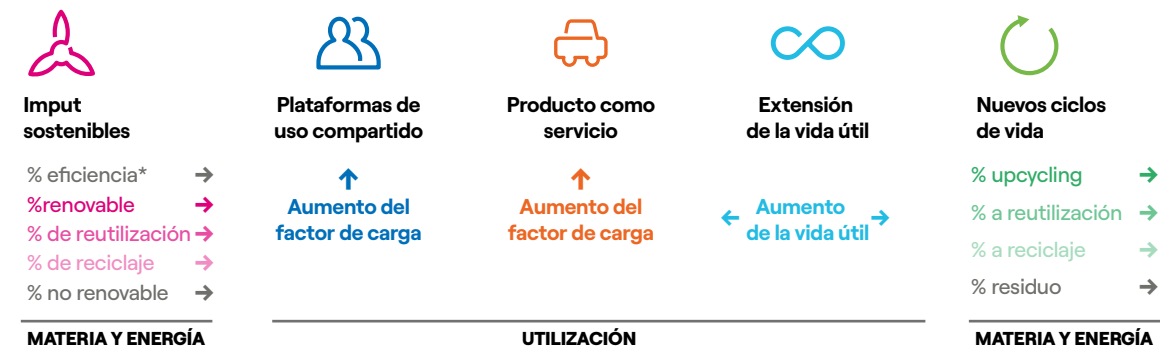 Imput
sostenibles
% eficiencia*
%renovable
% de reutilización
% de reciclaje
% no renovable
MATERIA Y ENERGÍA
Plataformas de
uso compartido
Aumento del
factor de carga
Producto como
servicio
Aumento del
factor de carga
Extensión
de la vida útil
Aumento
de la vida útil
UTILIZACIÓN
Nuevos ciclos
de vida
% upcycling
% a reutilización
% a reciclaje
% residuo
MATERIA Y ENERGÍA